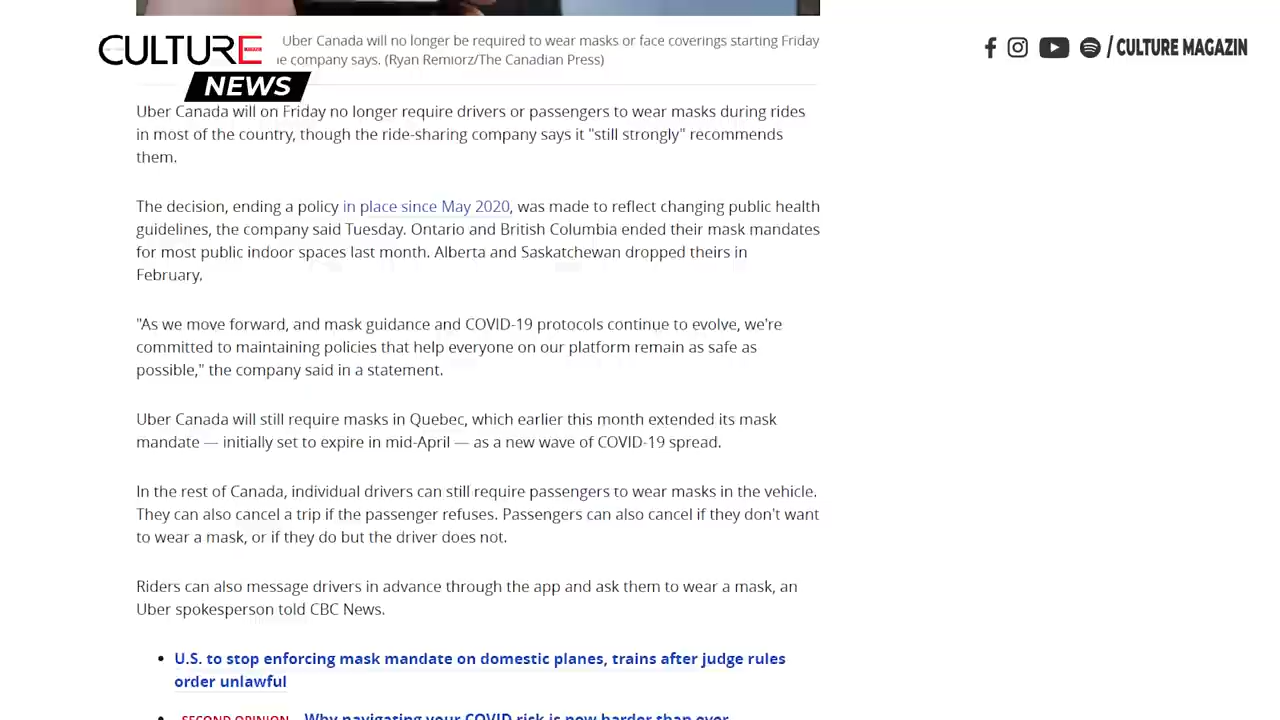 CULTURE
NEWS
/ CULTURE MAGAZIN
Uber Canada will no longer be required to wear masks or face coverings starting Friday
e company says. (Ryan Remiorz/The Canadian Press)
Uber Canada will on Friday no longer require drivers or passengers to wear masks during rides
in most of the country, though the ride-sharing company says it "still strongly" recommends
them.
The decision, ending a policy in place since May 2020, was made to reflect changing public health
guidelines, the company said Tuesday. Ontario and British Columbia ended their mask mandates
for most public indoor spaces last month. Alberta and Saskatchewan dropped theirs in
February.
"As we move forward, and mask guidance and COVID-19 protocols continue to evolve, we're
committed to maintaining policies that help everyone on our platform remain as safe as
possible," the company said in a statement.
Uber Canada will still require masks in Quebec, which earlier this month extended its mask
mandate — initially set to expire in mid-April — as a new wave of COVID-19 spread.
In the rest of Canada, individual drivers can still require passengers to wear masks in the vehicle.
They can also cancel a trip if the passenger refuses. Passengers can also cancel if they don't want
to wear a mask, or if they do but the driver does not.
Riders can also message drivers in advance through the app and ask them to wear a mask, an
Uber spokesperson told CBC News.
• U.S. to stop enforcing mask mandate on domestic planes, trains after judge rules
order unlawful
• SECOND OPINION Why navigating your COVID risk is now harder than ever